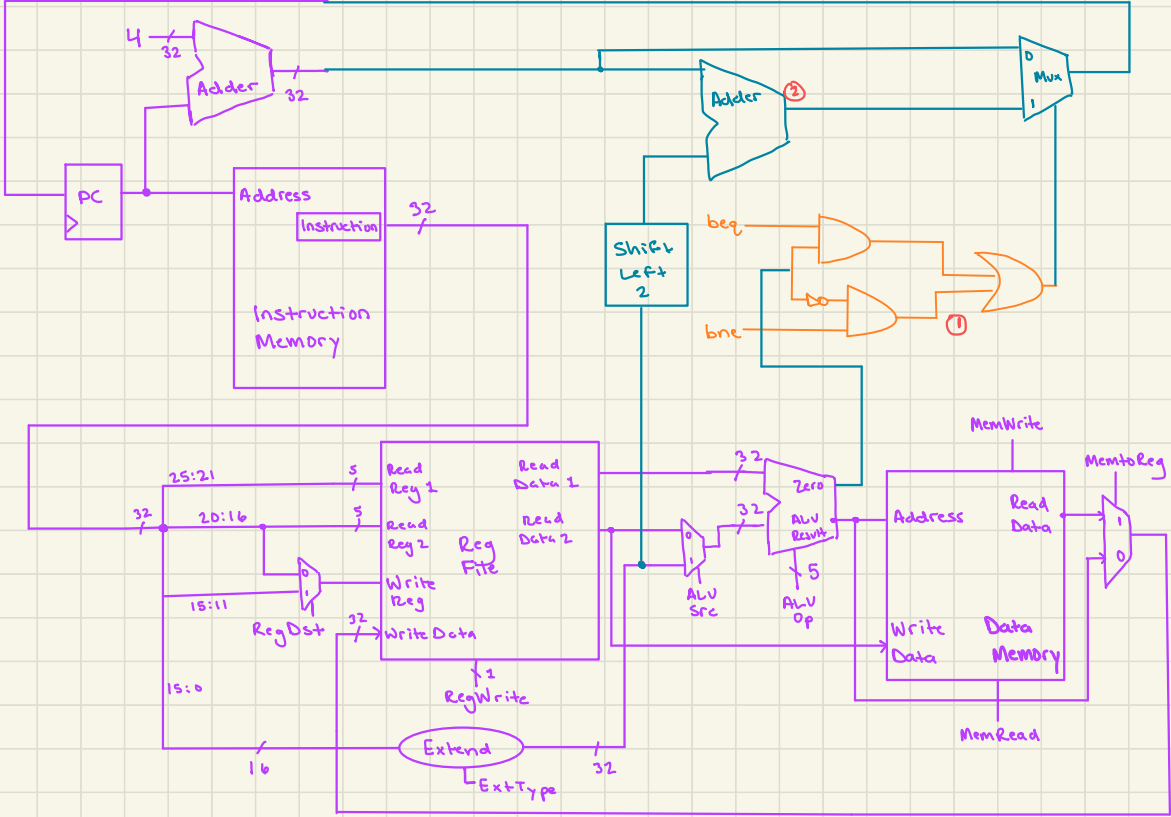 4
32
Adder
32
PC
Address
Instruction
32
Instruction
Memory
Adder
2
0
Mux
1
Shift
Left
2
beq
bne
1
32
25:21
5
20:16
5
0
1
15:11
RegDst
15:0
32
Read
Reg 1
Read
Reg 2
Write
Reg
Write Data
Reg
File
Read
Data 1
Read
Data 2
1
RegWrite
16
Extend
32
ExtType
0
1
ALU
Src
32
32
Zero
ALU
Result
5
ALU
Op
MemWrite
Address
Read
Data
Write
Data
Data
Memory
MemRead
MemtoReg
1
0